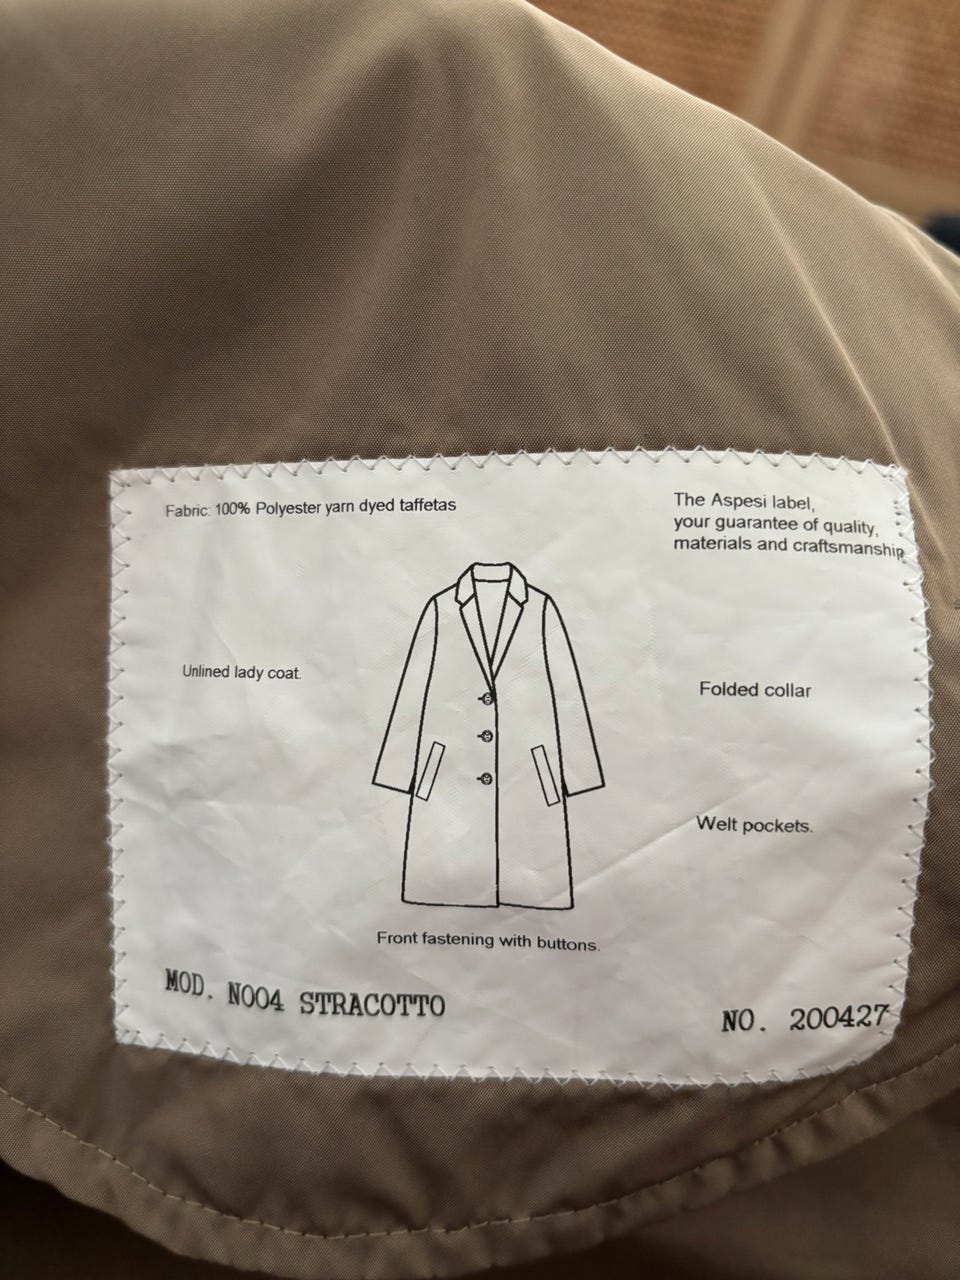 Fabric: 100% Polyester yarn dyed taffetas
The Aspesi label,
your guarantee of quality,
materials and craftsmanship
Unlined lady coat.
Folded collar
Welt pockets.
Front fastening with buttons.
MOD. N004 STRACOTTO
NO. 200427